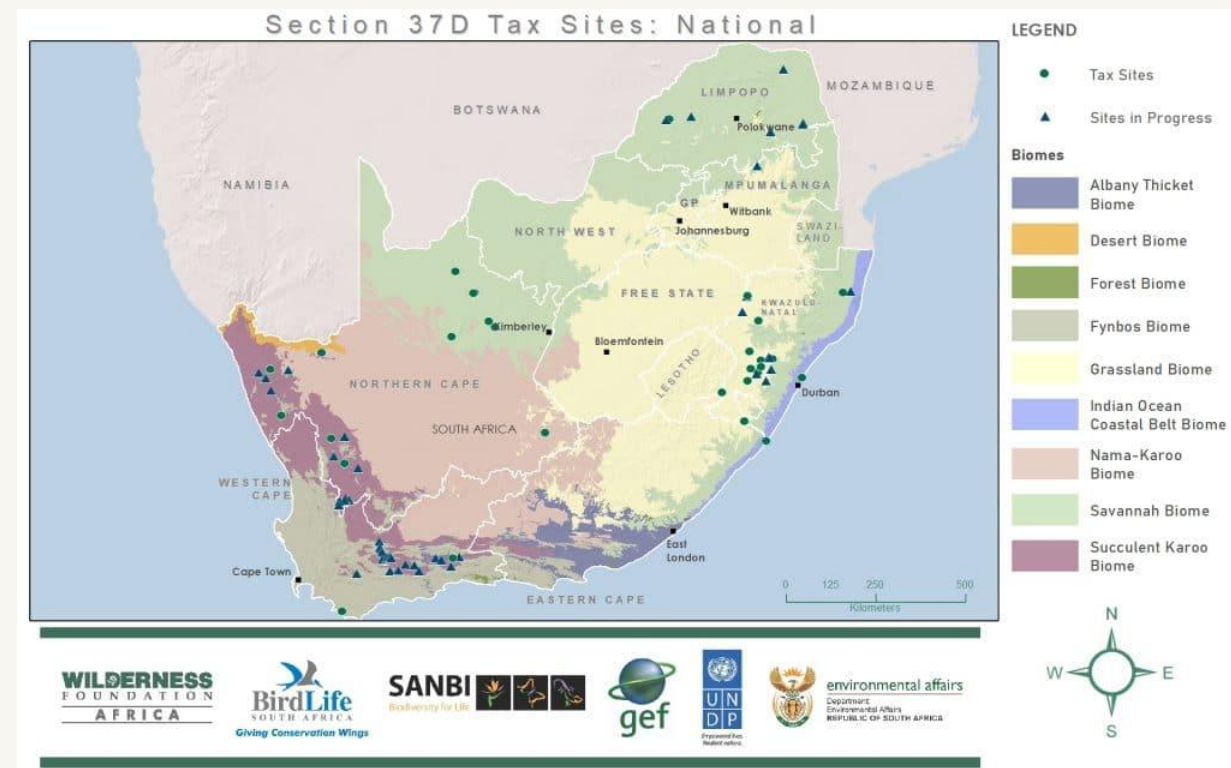 Section 37D Tax Sites: National
LEGEND
Tax Sites
Sites in Progress
Biomes
Albany Thicket
Biome
Desert Biome
Forest Biome
Fynbos Biome
Grassland Biome
Indian Ocean
Coastal Belt Biome
Nama-Karoo
Biome
Savannah Biome
Succulent Karoo
Biome
LIMPOPO
MOZAMBIQUE
BOTSWANA
Polokwane
NAMIBIA
MPUMALANGA
GP
Witbank
Johannesburg
NORTH WEST
SWAZI-
LAND
FREE STATE
KWAZULU-
NATAL
Kimberley
Bloemfontein
LESOTHO
NORTHERN CAPE
Durban
SOUTH AFRICA
WESTERN
CAPE
East
London
Cape Town
EASTERN CAPE
0 125 250 500
Kilometers
N
W E
S
WILDERNESS
FOUNDATION
AFRICA
BirdLife
SOUTH AFRICA
Giving Conservation Wings
SANBI
Biodiversity for Life
gef
U N
D P
Empowered lives.
Resilient nations.
environmental affairs
Department:
Environmental Affairs
REPUBLIC OF SOUTH AFRICA